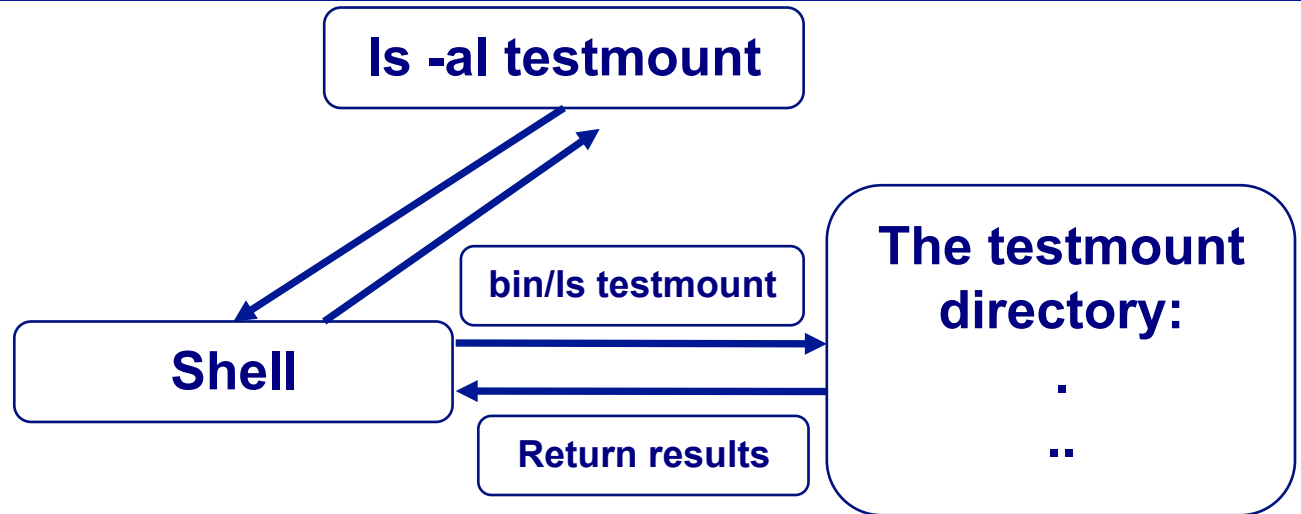 ls -al testmount
bin/ls testmount
Shell
Return results
The testmount
directory:
.
..